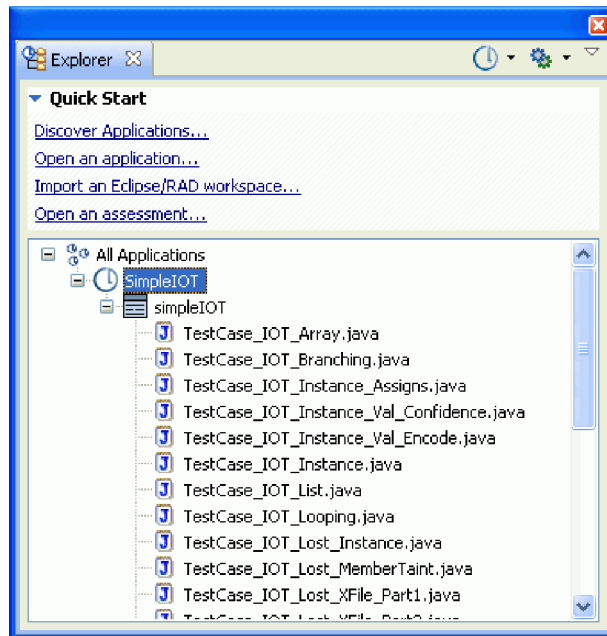 Explorer
Quick Start
Discover Applications...
Open an application...
Import an Eclipse/RAD workspace...
Open an assessment...
All Applications
SimpleIOT
simpleIOT
TestCase_IOT_Array.java
TestCase_IOT_Branching.java
TestCase_IOT_Instance_Assigns.java
TestCase_IOT_Instance_Val_Confidence.java
TestCase_IOT_Instance_Val_Encode.java
TestCase_IOT_Instance.java
TestCase_IOT_List.java
TestCase_IOT_Looping.java
TestCase_IOT_Lost_Instance.java
TestCase_IOT_Lost_MemberTaint.java
TestCase_IOT_Lost_XFile_Part1.java